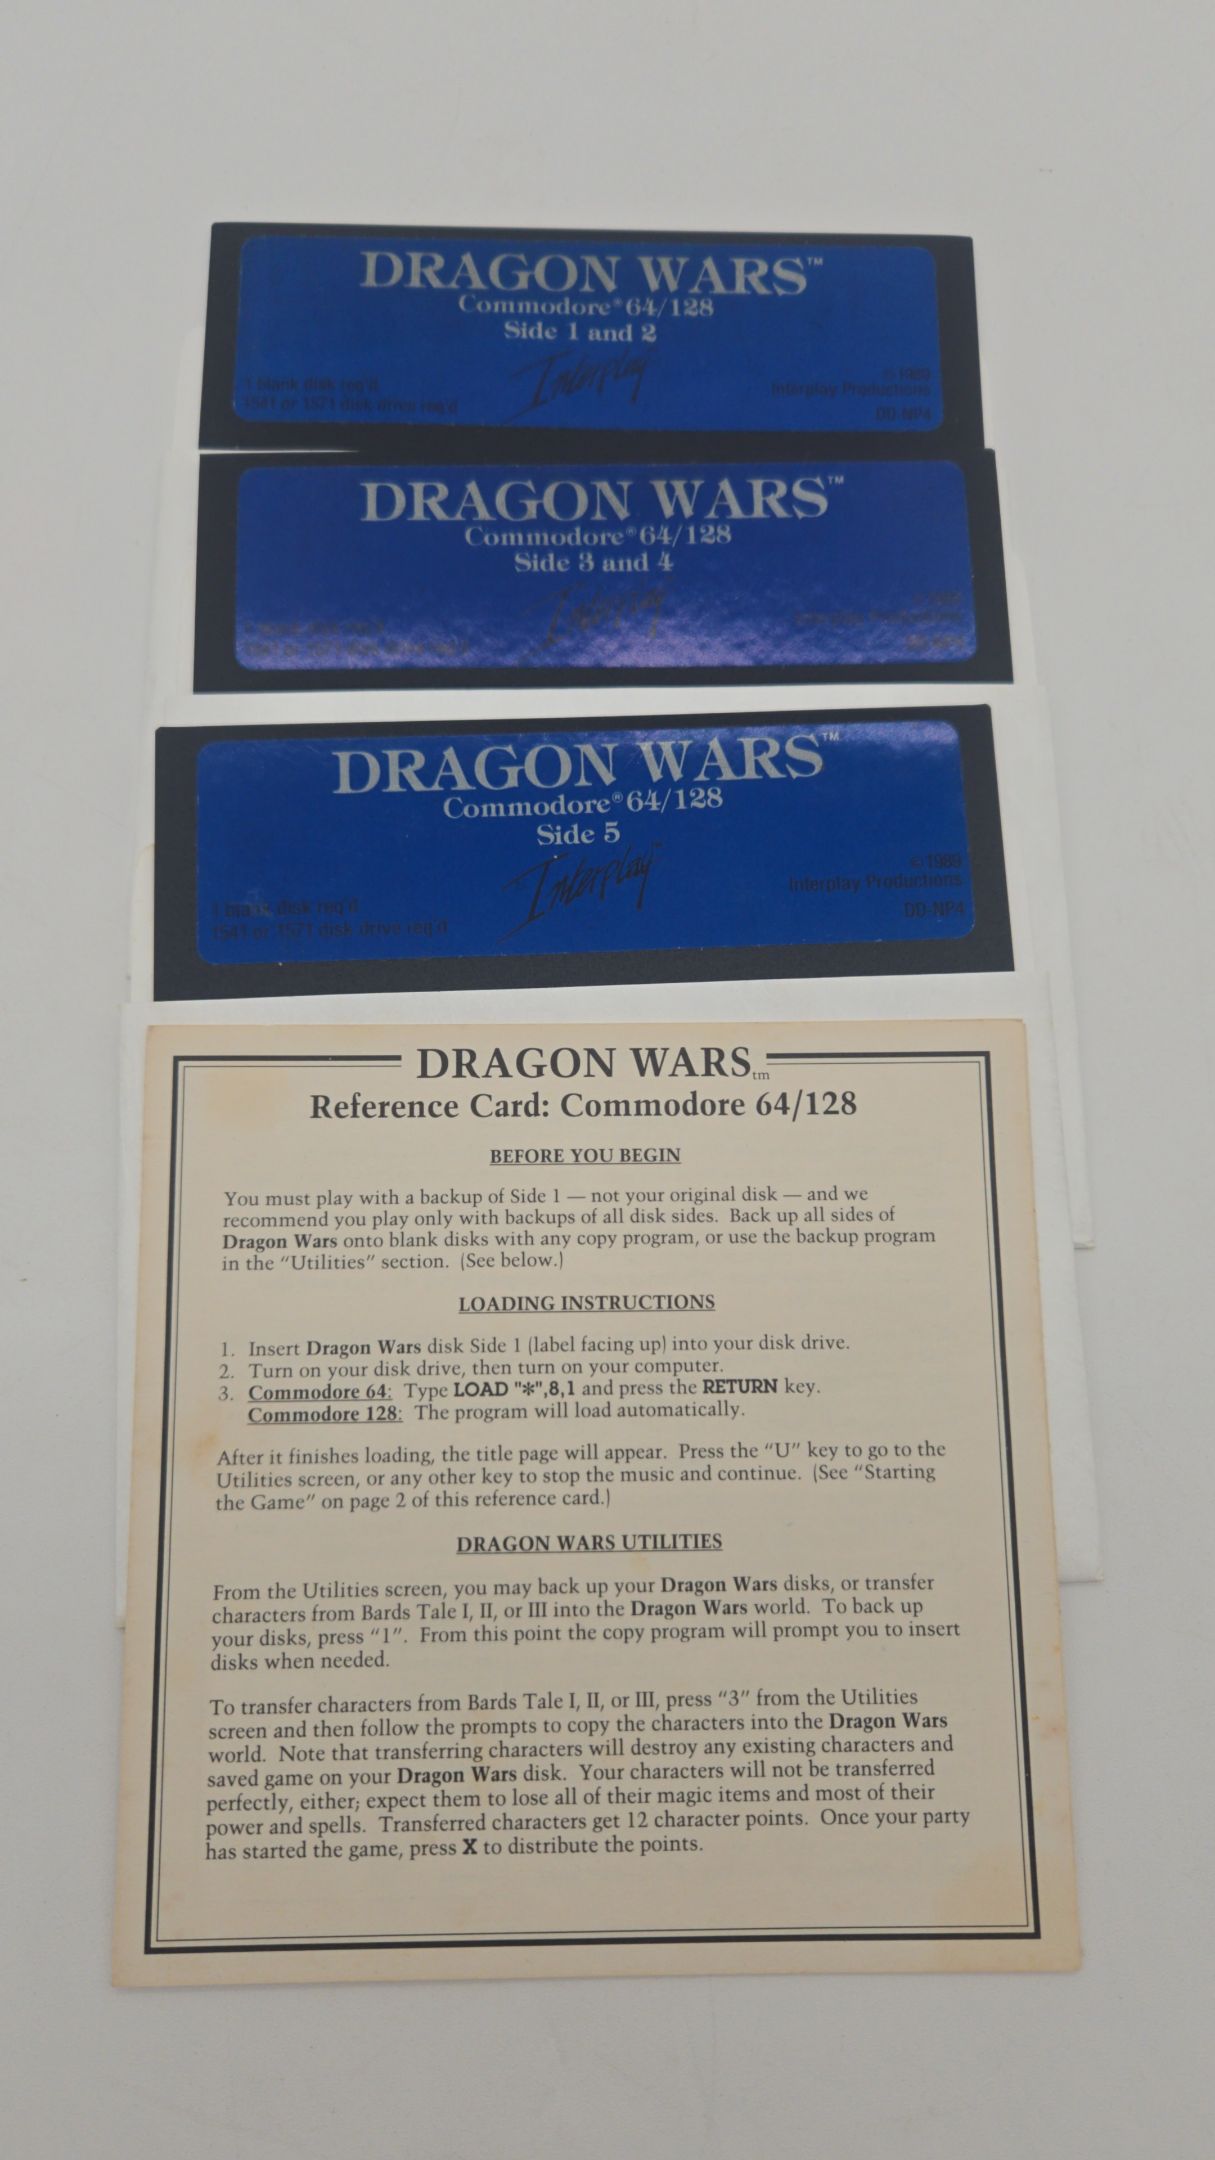 DRAGON WARS™
Commodore® 64/128
Side 1 and 2
Interplay
1 blank disk req'd
1541 or 1571 disk drive req'd
©1989
Interplay Productions
DD-NP4
DRAGON WARS™
Commodore® 64/128
Side 3 and 4
Interplay
1 blank disk req'd
1541 or 1571 disk drive req'd
Interplay Productions
DRAGON WARS™
Commodore® 64/128
Side 5
Interplay™
1 blank disk req'd
1541 or 1571 disk drive req'd
©1989
Interplay Productions
DD-NP4
DRAGON WARS tm
Reference Card: Commodore 64/128
BEFORE YOU BEGIN
You must play with a backup of Side 1 — not your original disk — and we
recommend you play only with backups of all disk sides. Back up all sides of
Dragon Wars onto blank disks with any copy program, or use the backup program
in the "Utilities" section. (See below.)
LOADING INSTRUCTIONS
1. Insert Dragon Wars disk Side 1 (label facing up) into your disk drive.
2. Turn on your disk drive, then turn on your computer.
3. Commodore 64: Type LOAD "*",8,1 and press the RETURN key.
Commodore 128: The program will load automatically.
After it finishes loading, the title page will appear. Press the "U" key to go to the
Utilities screen, or any other key to stop the music and continue. (See "Starting
the Game" on page 2 of this reference card.)
DRAGON WARS UTILITIES
From the Utilities screen, you may back up your Dragon Wars disks, or transfer
characters from Bards Tale I, II, or III into the Dragon Wars world. To back up
your disks, press "1". From this point the copy program will prompt you to insert
disks when needed.
To transfer characters from Bards Tale I, II, or III, press "3" from the Utilities
screen and then follow the prompts to copy the characters into the Dragon Wars
world. Note that transferring characters will destroy any existing characters and
saved game on your Dragon Wars disk. Your characters will not be transferred
perfectly, either; expect them to lose all of their magic items and most of their
power and spells. Transferred characters get 12 character points. Once your party
has started the game, press X to distribute the points.